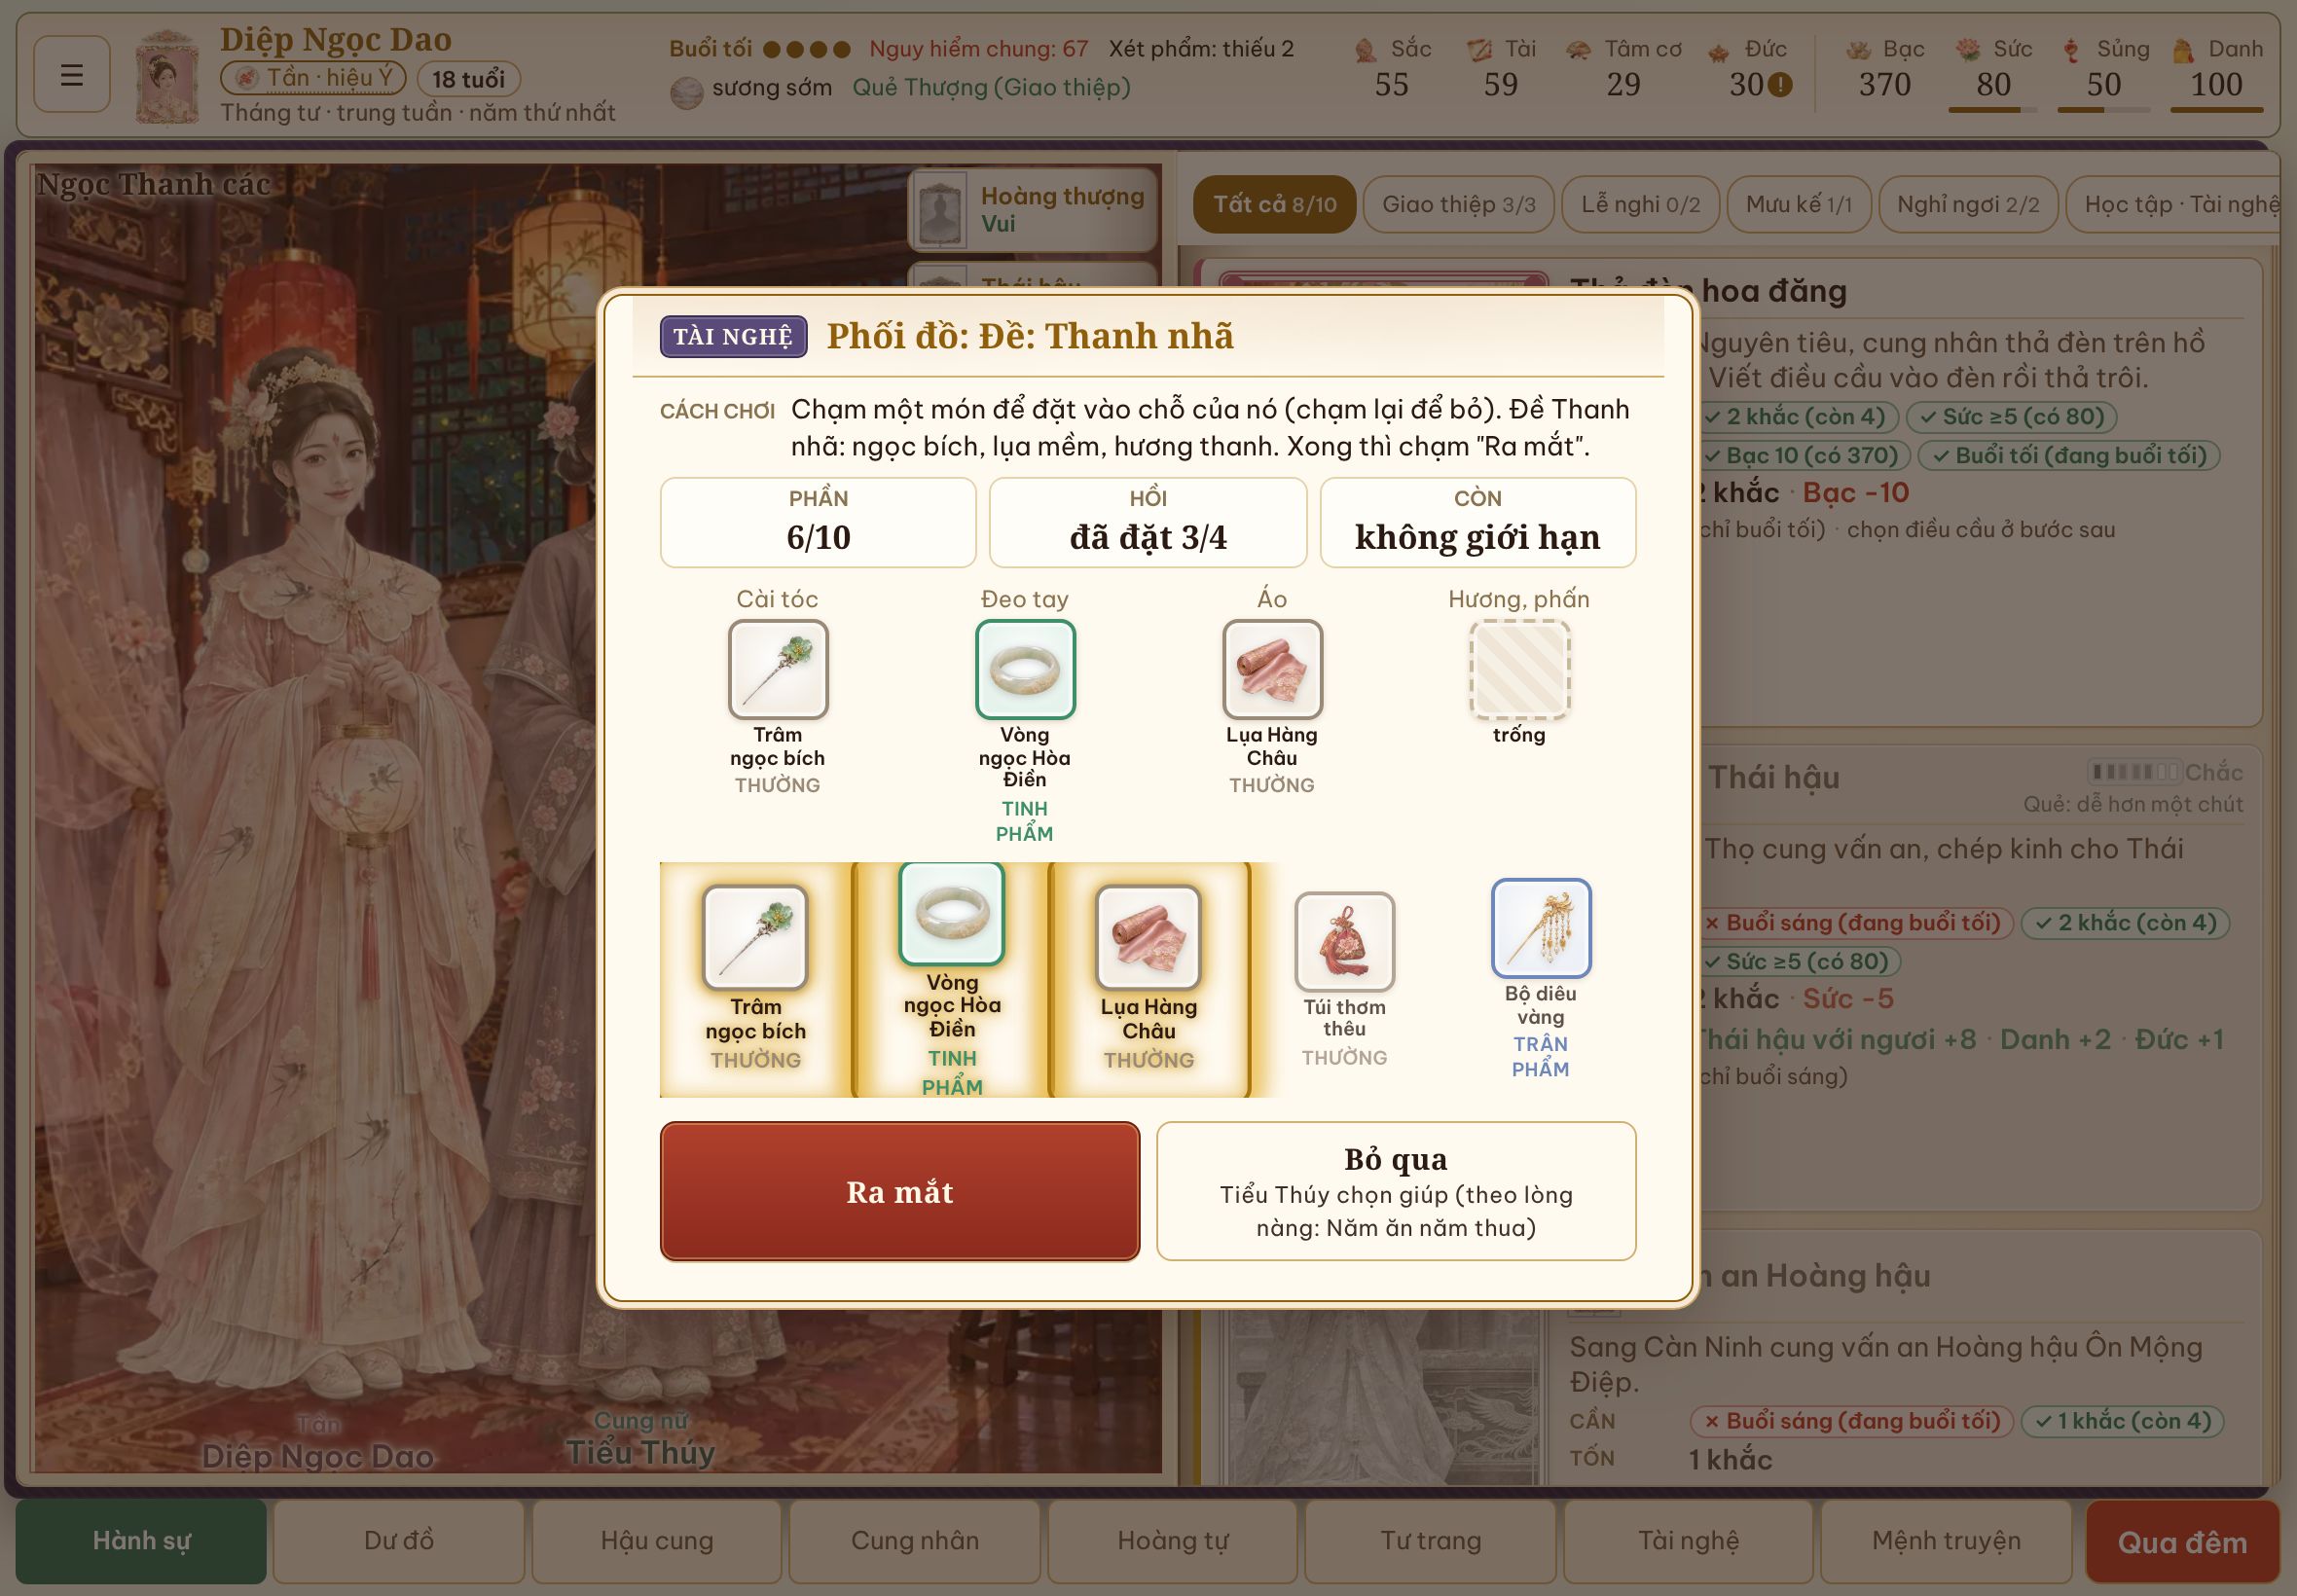 Diệp Ngọc Dao
Tần · hiệu Ý
18 tuổi
Tháng tư · trung tuần · năm thứ nhất
Buổi tối
Nguy hiểm chung: 67
Xét phẩm: thiếu 2
sương sớm
Quẻ Thượng (Giao thiệp)
Sắc
55
Tài
59
Tâm cơ
29
Đức
30
!
Bạc
370
Sức
80
Sủng
50
Danh
100
Ngọc Thanh các
Hoàng thượng
Vui
Thái hậu
Tất cả 8/10
Giao thiệp 3/3
Lễ nghi 0/2
Mưu kế 1/1
Nghỉ ngơi 2/2
Học tập · Tài nghệ
Thả đèn hoa đăng
Nguyên tiêu, cung nhân thả đèn trên hồ
Viết điều cầu vào đèn rồi thả trôi.
✓ 2 khắc (còn 4)
✓ Sức ≥5 (có 80)
✓ Bạc 10 (có 370)
✓ Buổi tối (đang buổi tối)
2 khắc · Bạc -10
chỉ buổi tối) · chọn điều cầu ở bước sau
Thái hậu
Chắc
Quẻ: dễ hơn một chút
Thọ cung vấn an, chép kinh cho Thái
× Buổi sáng (đang buổi tối)
✓ 2 khắc (còn 4)
✓ Sức ≥5 (có 80)
2 khắc · Sức -5
Thái hậu với ngươi +8 · Danh +2 · Đức +1
chỉ buổi sáng)
an Hoàng hậu
Sang Càn Ninh cung vấn an Hoàng hậu Ôn Mộng
Điệp.
CẦN
× Buổi sáng (đang buổi tối)
✓ 1 khắc (còn 4)
TỐN
1 khắc
TÀI NGHỆ
Phối đồ: Đề: Thanh nhã
CÁCH CHƠI
Chạm một món để đặt vào chỗ của nó (chạm lại để bỏ). Đề Thanh
nhã: ngọc bích, lụa mềm, hương thanh. Xong thì chạm "Ra mắt".
PHẦN
6/10
HỒI
đã đặt 3/4
CÒN
không giới hạn
Cài tóc
Trâm
ngọc bích
THƯỜNG
Đeo tay
Vòng
ngọc Hòa
Điền
TINH
PHẨM
Áo
Lụa Hàng
Châu
THƯỜNG
Hương, phấn
trống
Trâm
ngọc bích
THƯỜNG
Vòng
ngọc Hòa
Điền
TINH
PHẨM
Lụa Hàng
Châu
THƯỜNG
Túi thơm
thêu
THƯỜNG
Bộ diêu
vàng
TRÂN
PHẨM
Ra mắt
Bỏ qua
Tiểu Thúy chọn giúp (theo lòng
nàng: Năm ăn năm thua)
Tần
Diệp Ngọc Dao
Cung nữ
Tiểu Thúy
Hành sự
Dư đồ
Hậu cung
Cung nhân
Hoàng tự
Tư trang
Tài nghệ
Mệnh truyện
Qua đêm